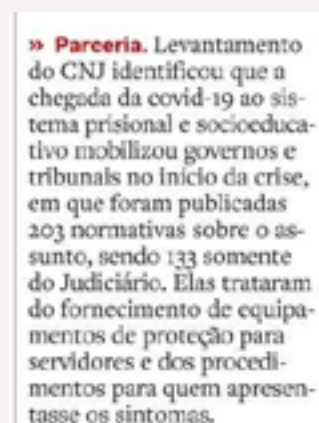 » Parceria. Levantamento
do CNJ identificou que a
chegada da covid-19 ao sis-
tema prisional e socioeduca-
tivo mobilizou governos e
tribunais no início da crise,
em que foram publicadas
203 normativas sobre o as-
sunto, sendo 133 somente
do Judiciário. Elas trataram
do fornecimento de equipa-
mentos de proteção para
servidores e dos procedi-
mentos para quem apresen-
tasse os sintomas.